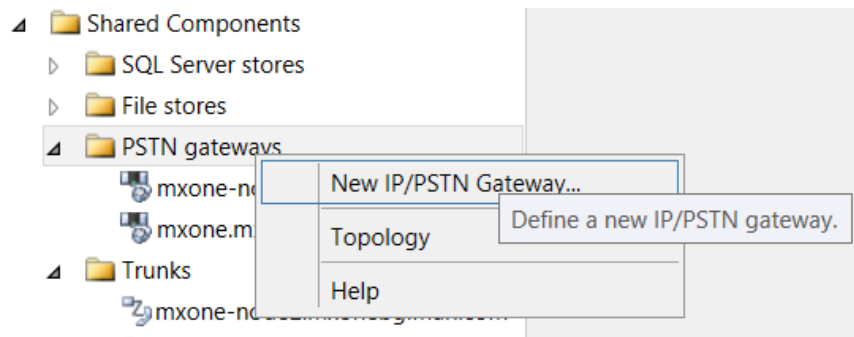 Shared Components
SQL Server stores
File stores
PSTN gateways
New IP/PSTN Gateway...
Define a new IP/PSTN gateway.
Topology
Trunks
Help